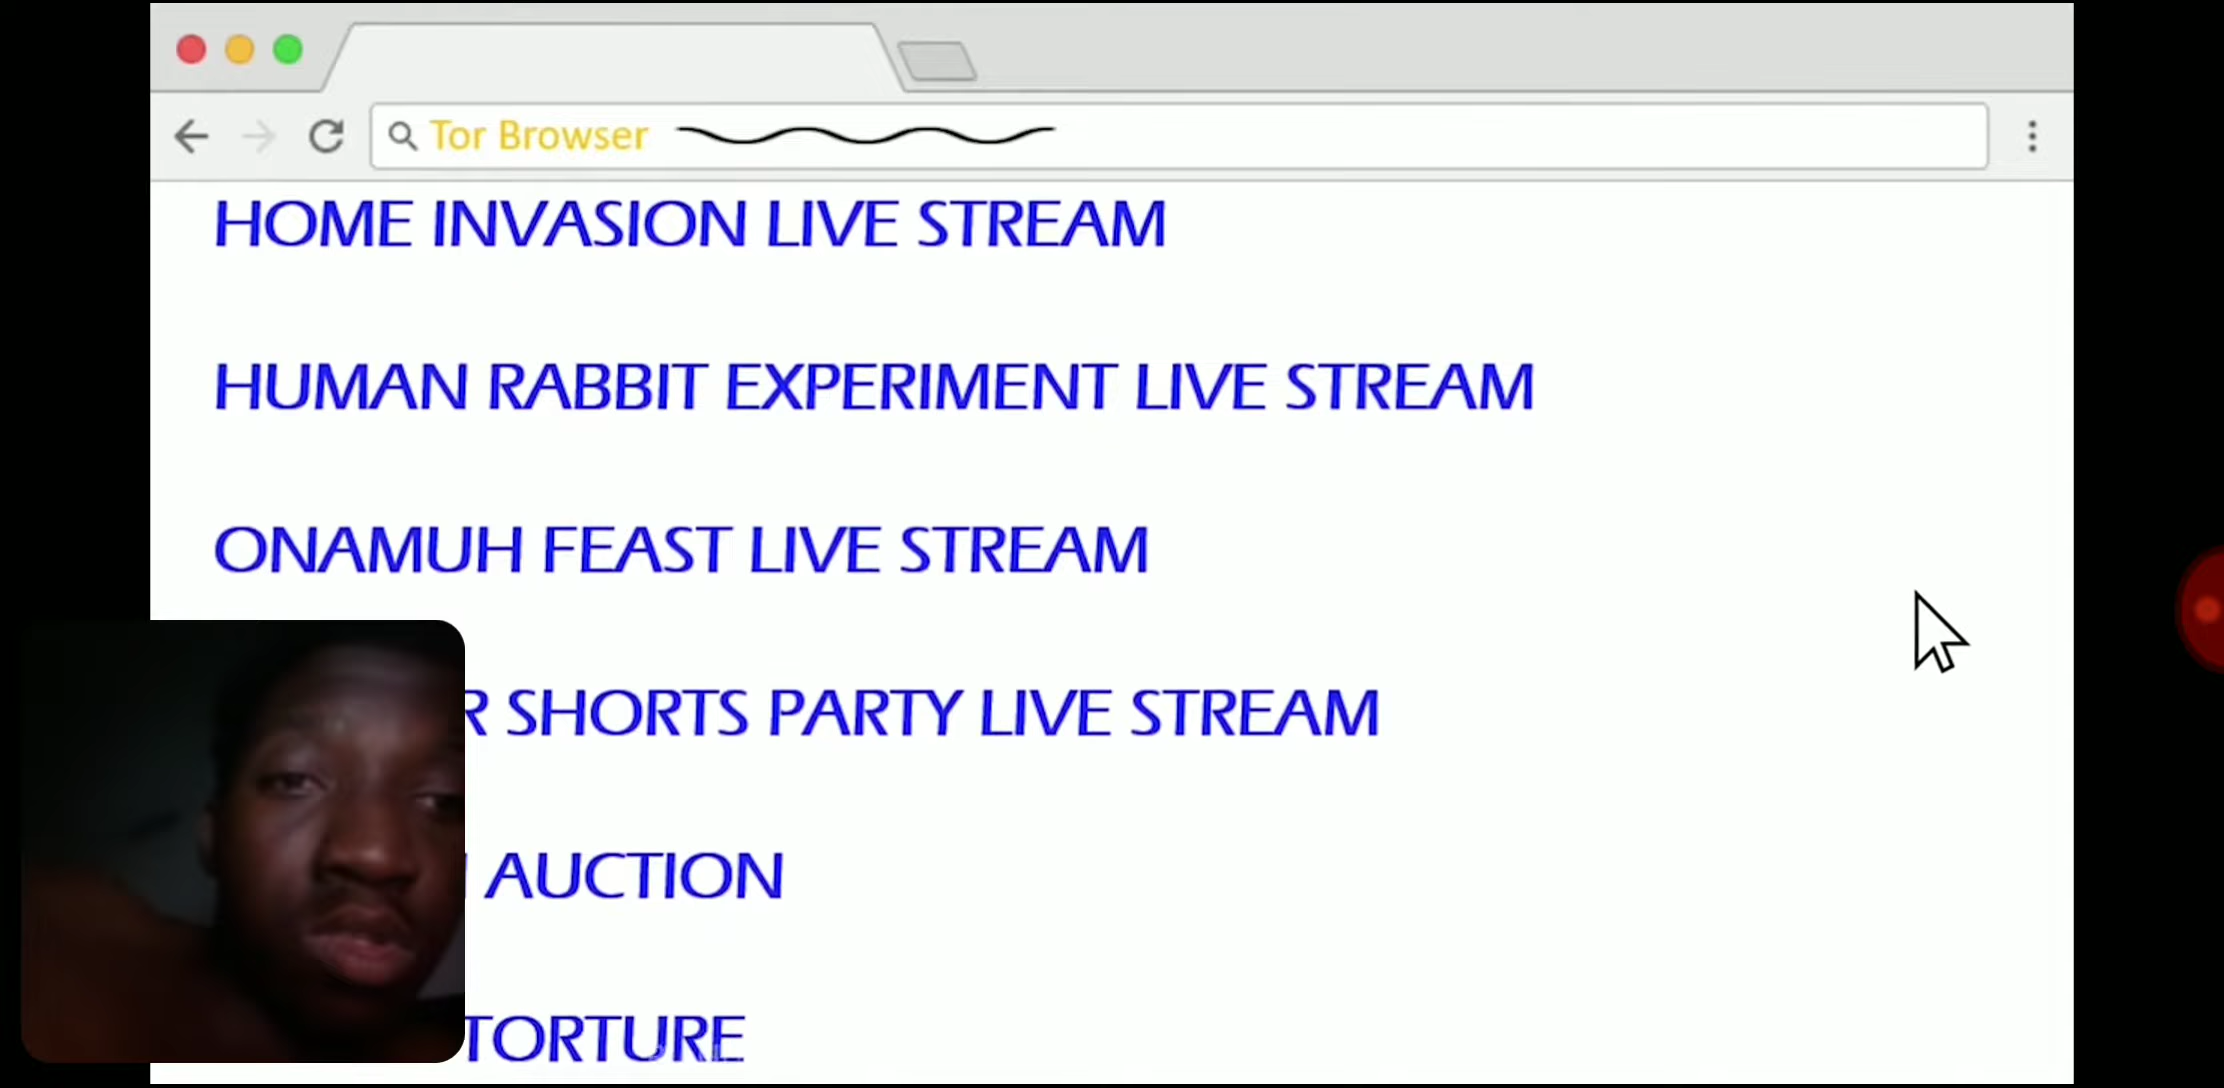 Tor Browser
HOME INVASION LIVE STREAM
HUMAN RABBIT EXPERIMENT LIVE STREAM
ONAMUH FEAST LIVE STREAM
SHORTS PARTY LIVE STREAM
AUCTION
TORTURE